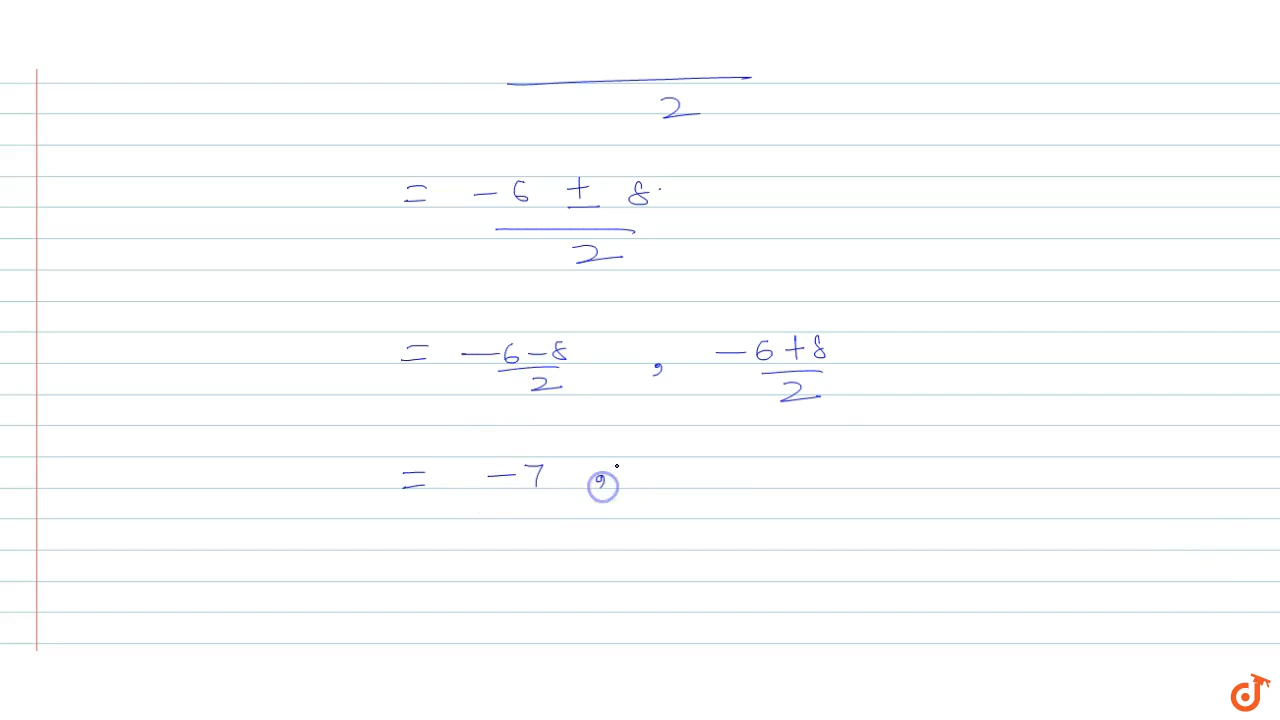 2
= -6 ± 8
2
= -6-8 , -6+8
2 2
= -7 ,